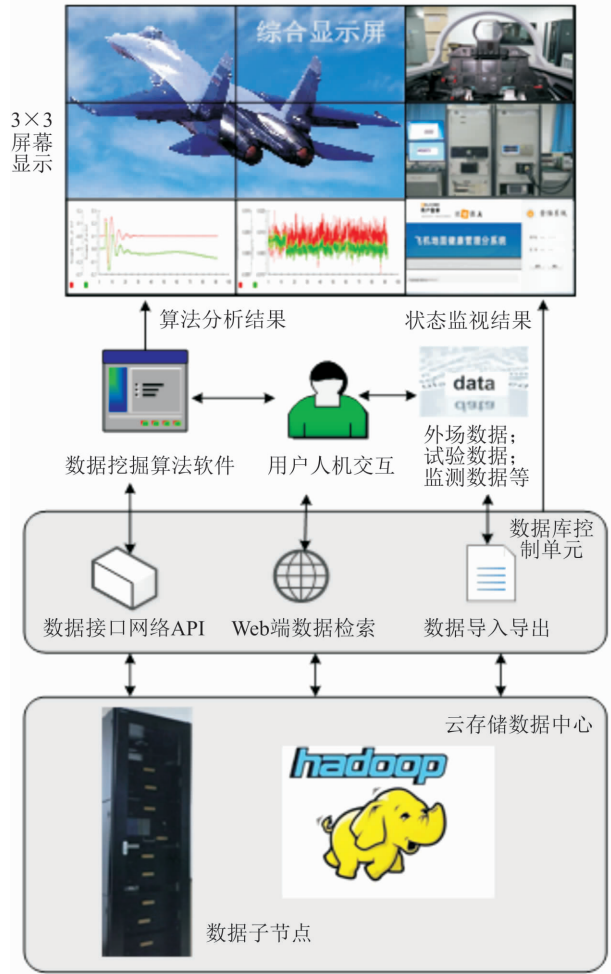 综合显示屏
3×3
屏幕
显示
飞机地面健康管理分系统
算法分析结果
状态监视结果
data
数据挖掘算法软件
用户人机交互
外场数据；
试验数据；
监测数据等
数据库控
制单元
数据接口网络API
Web端数据检索
数据导入导出
云存储数据中心
hadoop
数据子节点